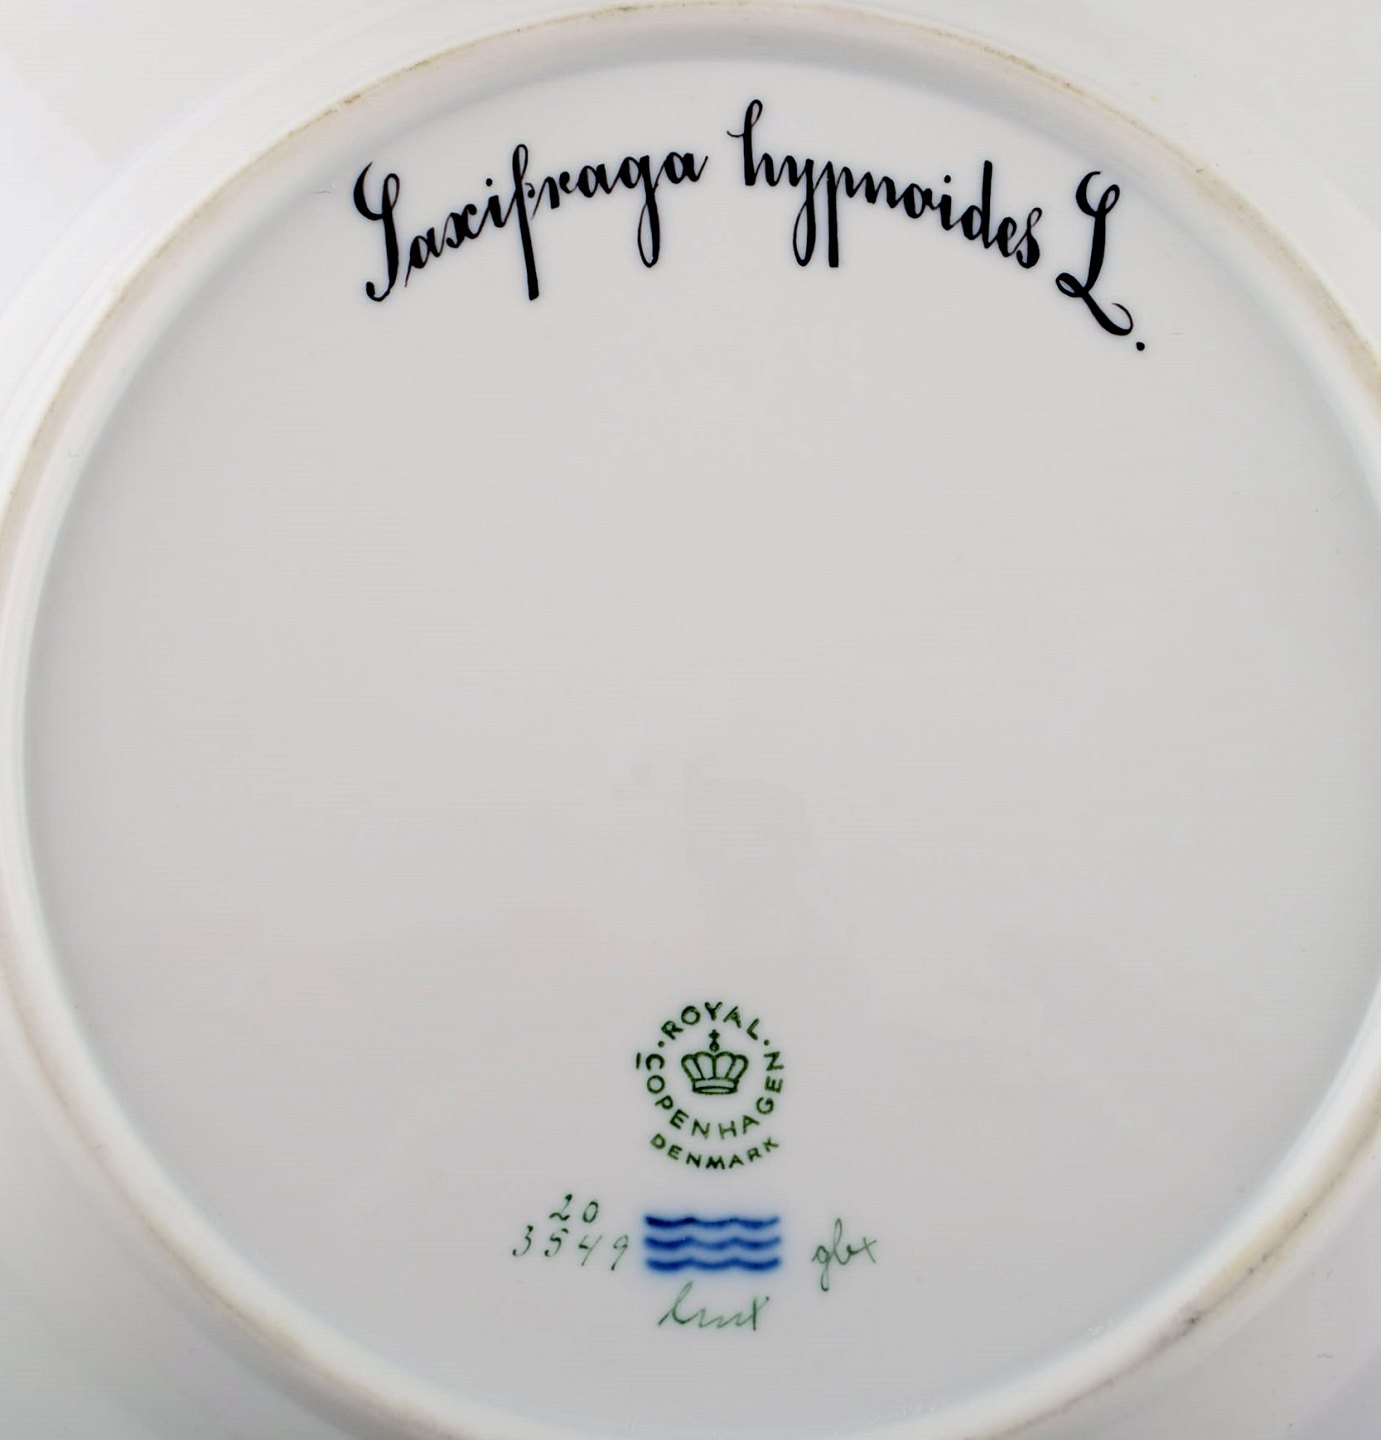 Saxifraga hypnoides L.
ROYAL
COPENHAGEN
DENMARK
20
3549